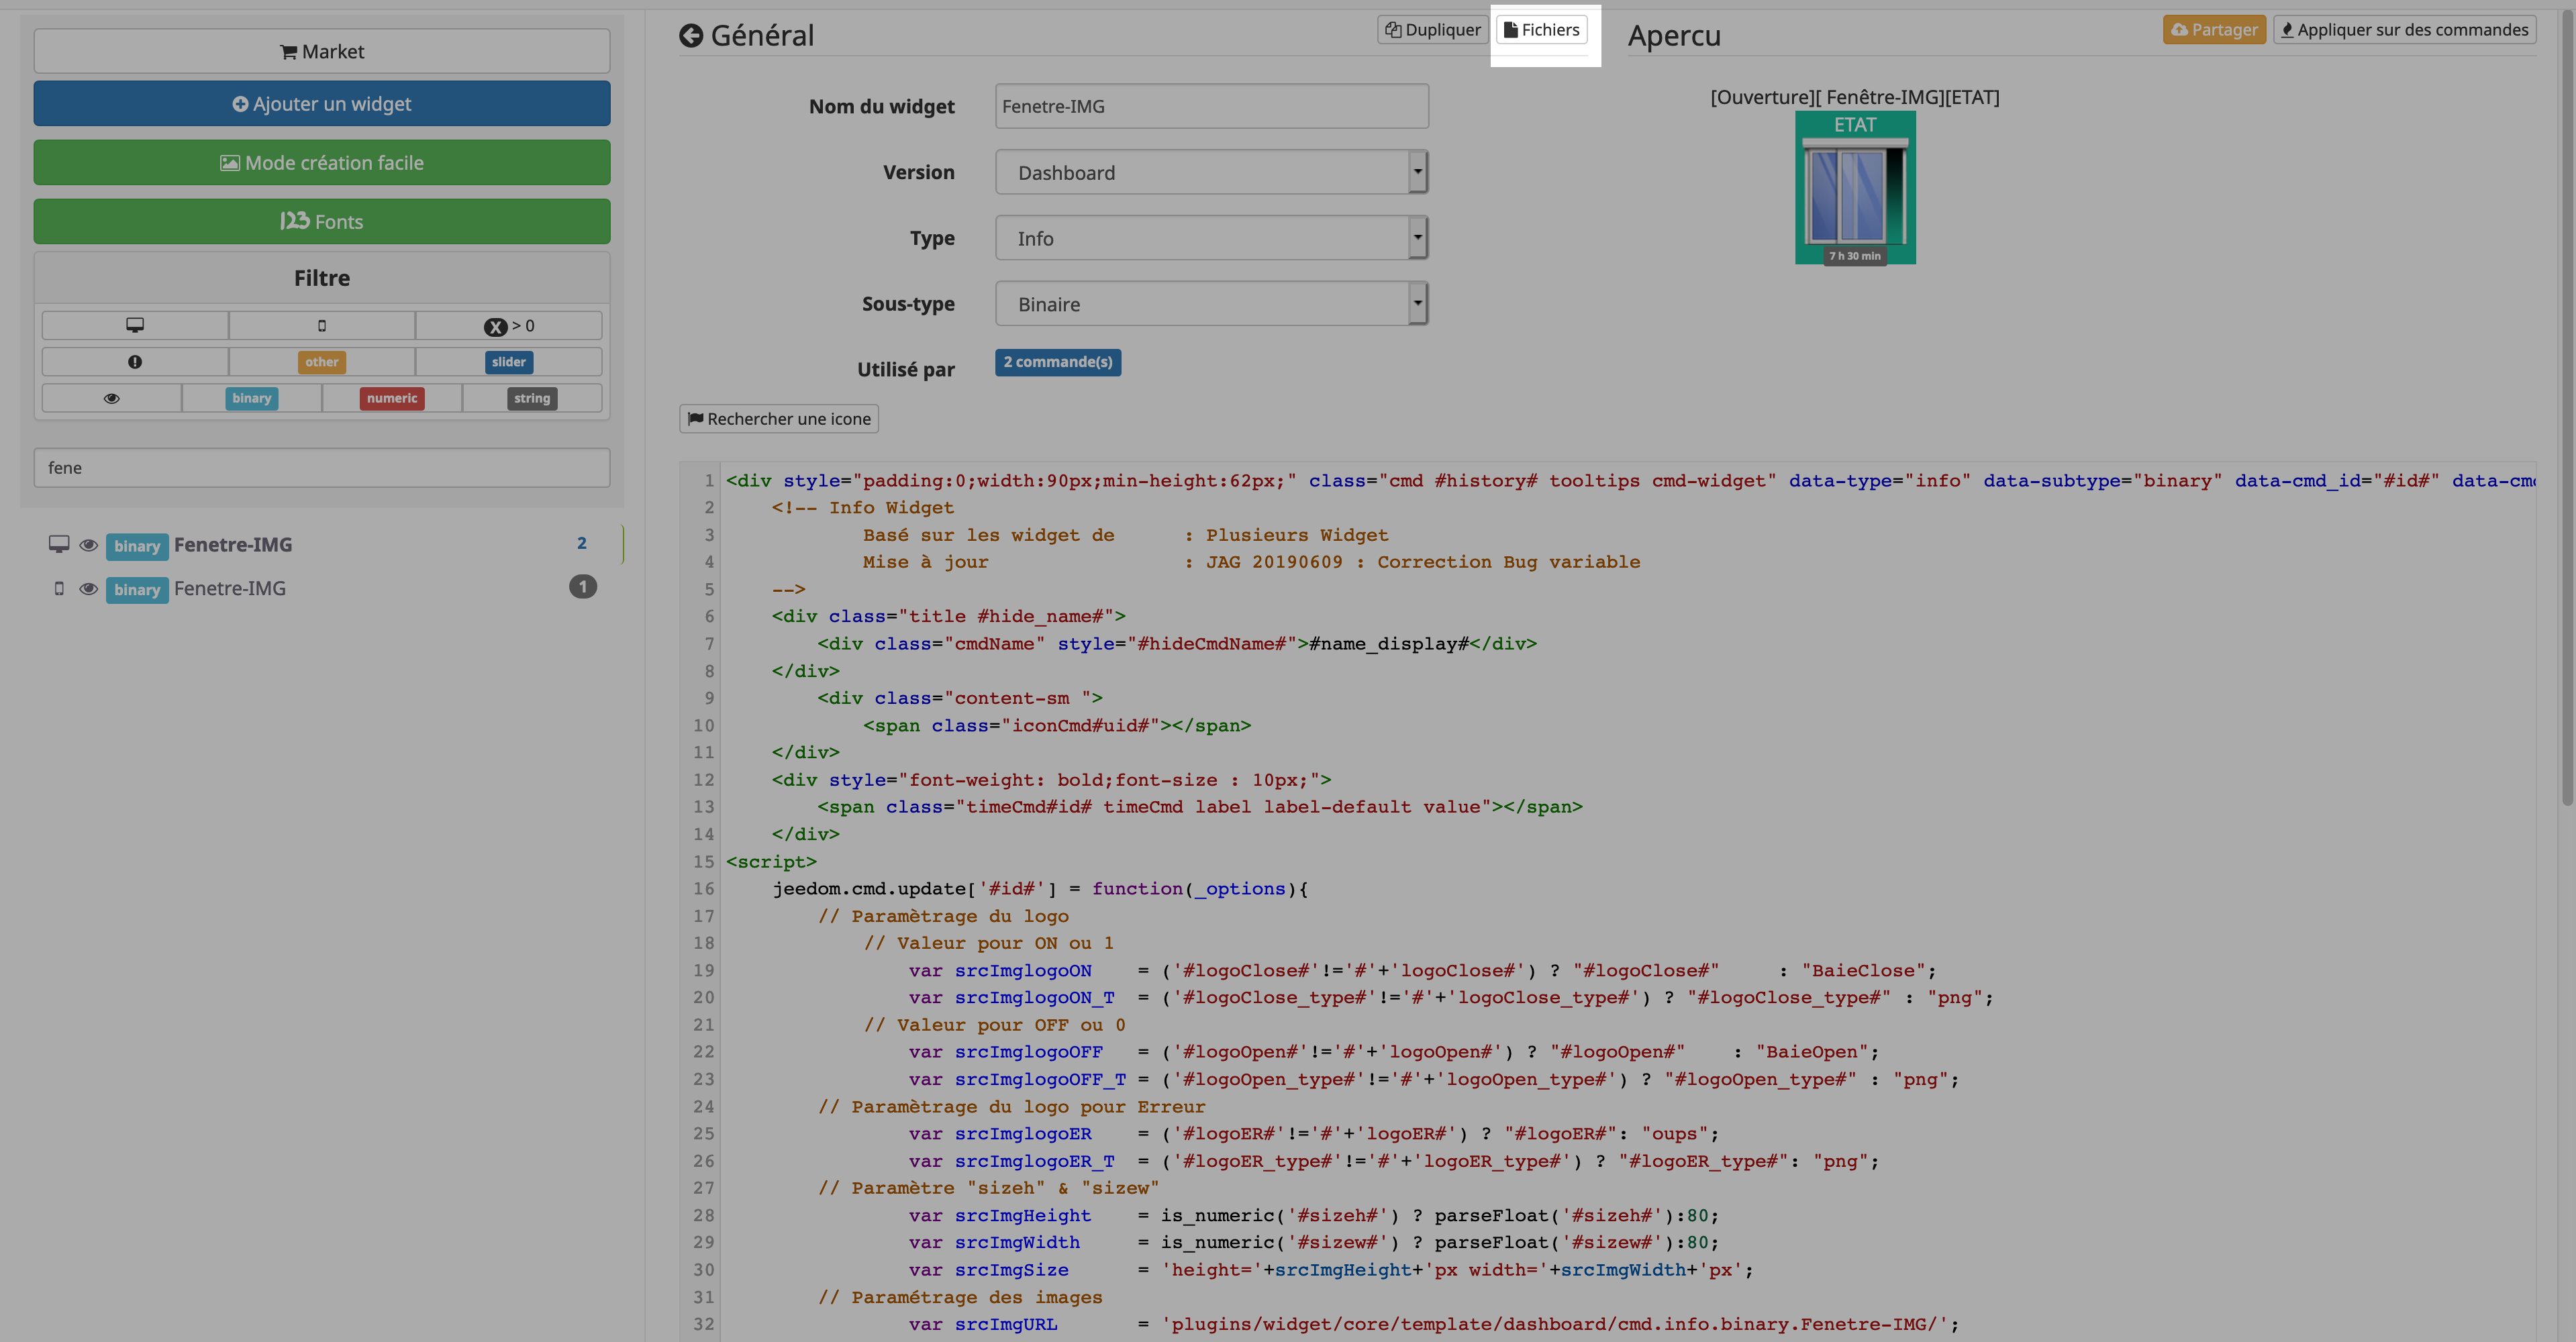 Market
Ajouter un widget
Mode création facile
123 Fonts
Filtre
X > 0
other
slider
binary
numeric
string
fene
binary Fenetre-IMG 2
binary Fenetre-IMG 1
Général
Dupliquer
Fichiers
Nom du widget
Fenetre-IMG
Version
Dashboard
Type
Info
Sous-type
Binaire
Utilisé par
2 commande(s)
Rechercher une icone
Apercu
Partager
Appliquer sur des commandes
[Ouverture][ Fenêtre-IMG][ETAT]
ETAT
7 h 30 min
1 <div style="padding:0;width:90px;min-height:62px;" class="cmd #history# tooltips cmd-widget" data-type="info" data-subtype="binary" data-cmd_id="#id#" data-cmd
2 <!-- Info Widget
3 Basé sur les widget de : Plusieurs Widget
4 Mise à jour : JAG 20190609 : Correction Bug variable
5 -->
6 <div class="title #hide_name#">
7 <div class="cmdName" style="#hideCmdName#">#name_display#</div>
8 </div>
9 <div class="content-sm ">
10 <span class="iconCmd#uid#"></span>
11 </div>
12 <div style="font-weight: bold;font-size : 10px;">
13 <span class="timeCmd#id# timeCmd label label-default value"></span>
14 </div>
15 <script>
16 jeedom.cmd.update['#id#'] = function(_options){
17 // Paramètrage du logo
18 // Valeur pour ON ou 1
19 var srcImglogoON = ('#logoClose#'!='#'+'logoClose#') ? "#logoClose#" : "BaieClose";
20 var srcImglogoON_T = ('#logoClose_type#'!='#'+'logoClose_type#') ? "#logoClose_type#" : "png";
21 // Valeur pour OFF ou 0
22 var srcImglogoOFF = ('#logoOpen#'!='#'+'logoOpen#') ? "#logoOpen#" : "BaieOpen";
23 var srcImglogoOFF_T = ('#logoOpen_type#'!='#'+'logoOpen_type#') ? "#logoOpen_type#" : "png";
24 // Paramètrage du logo pour Erreur
25 var srcImglogoER = ('#logoER#'!='#'+'logoER#') ? "#logoER#": "oups";
26 var srcImglogoER_T = ('#logoER_type#'!='#'+'logoER_type#') ? "#logoER_type#": "png";
27 // Paramètre "sizeh" & "sizew"
28 var srcImgHeight = is_numeric('#sizeh#') ? parseFloat('#sizeh#'):80;
29 var srcImgWidth = is_numeric('#sizew#') ? parseFloat('#sizew#'):80;
30 var srcImgSize = 'height='+srcImgHeight+'px width='+srcImgWidth+'px';
31 // Paramétrage des images
32 var srcImgURL = 'plugins/widget/core/template/dashboard/cmd.info.binary.Fenetre-IMG/';